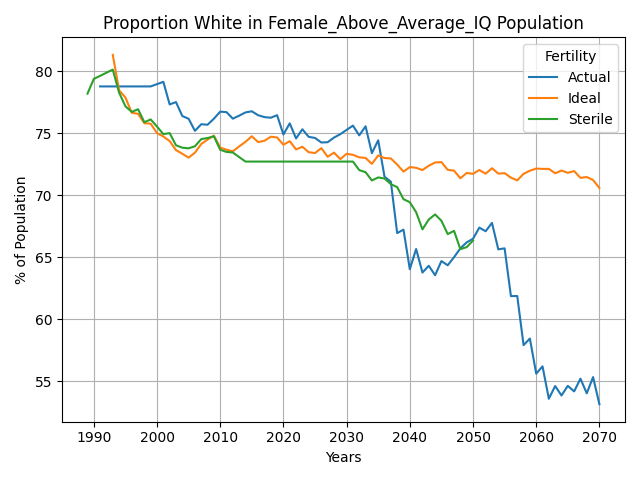 Proportion White in Female_Above_Average_IQ Population
% of Population
80
75
70
65
60
55
Fertility
Actual
Ideal
Sterile
1990 2000 2010 2020 2030 2040 2050 2060 2070
Years